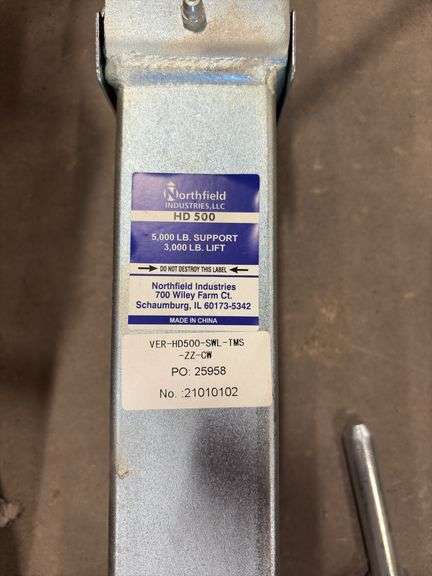 Northfield
INDUSTRIES, LLC
HD 500
5,000 LB. SUPPORT
3,000 LB. LIFT
DO NOT DESTROY THIS LABEL
Northfield Industries
700 Wiley Farm Ct.
Schaumburg, IL 60173-5342
MADE IN CHINA
VER-HD500-SWL-TMS
-ZZ-CW
PO: 25958
No. :21010102